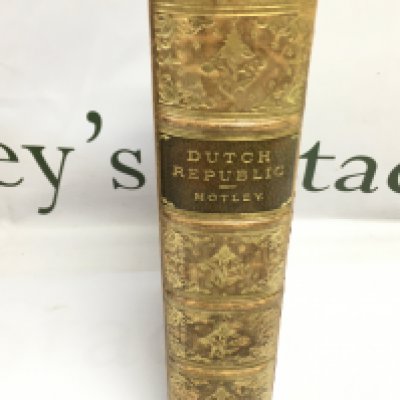 DUTCH
REPUBLIC
MOTLEY
ey's tac